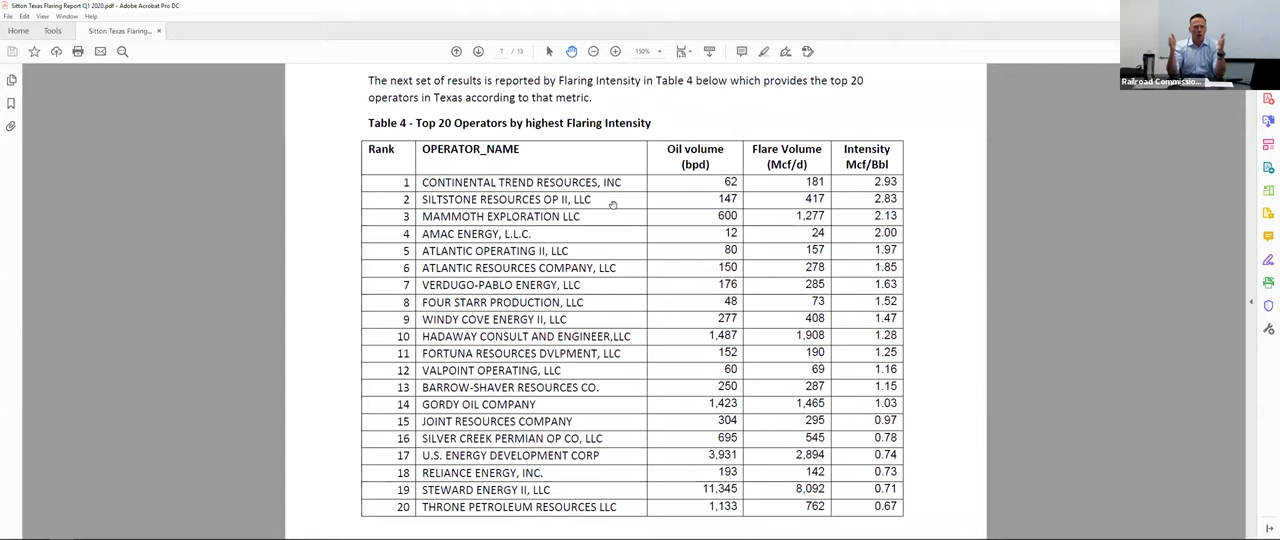 Sitton Texas Flaring Report Q1 2020.pdf - Adobe Acrobat Pro DC
File Edit View Window Help
Home Tools Sitton Texas Flaring... ×
7 / 13 150%
Railroad Commissio...
The next set of results is reported by Flaring Intensity in Table 4 below which provides the top 20
operators in Texas according to that metric.
Table 4 - Top 20 Operators by highest Flaring Intensity
Rank OPERATOR_NAME Oil volume (bpd) Flare Volume (Mcf/d) Intensity Mcf/Bbl
1 CONTINENTAL TREND RESOURCES, INC 62 181 2.93
2 SILTSTONE RESOURCES OP II, LLC 147 417 2.83
3 MAMMOTH EXPLORATION LLC 600 1,277 2.13
4 AMAC ENERGY, L.L.C. 12 24 2.00
5 ATLANTIC OPERATING II, LLC 80 157 1.97
6 ATLANTIC RESOURCES COMPANY, LLC 150 278 1.85
7 VERDUGO-PABLO ENERGY, LLC 176 285 1.63
8 FOUR STARR PRODUCTION, LLC 48 73 1.52
9 WINDY COVE ENERGY II, LLC 277 408 1.47
10 HADAWAY CONSULT AND ENGINEER,LLC 1,487 1,908 1.28
11 FORTUNA RESOURCES DVLPMENT, LLC 152 190 1.25
12 VALPOINT OPERATING, LLC 60 69 1.16
13 BARROW-SHAVER RESOURCES CO. 250 287 1.15
14 GORDY OIL COMPANY 1,423 1,465 1.03
15 JOINT RESOURCES COMPANY 304 295 0.97
16 SILVER CREEK PERMIAN OP CO, LLC 695 545 0.78
17 U.S. ENERGY DEVELOPMENT CORP 3,931 2,894 0.74
18 RELIANCE ENERGY, INC. 193 142 0.73
19 STEWARD ENERGY II, LLC 11,345 8,092 0.71
20 THRONE PETROLEUM RESOURCES LLC 1,133 762 0.67